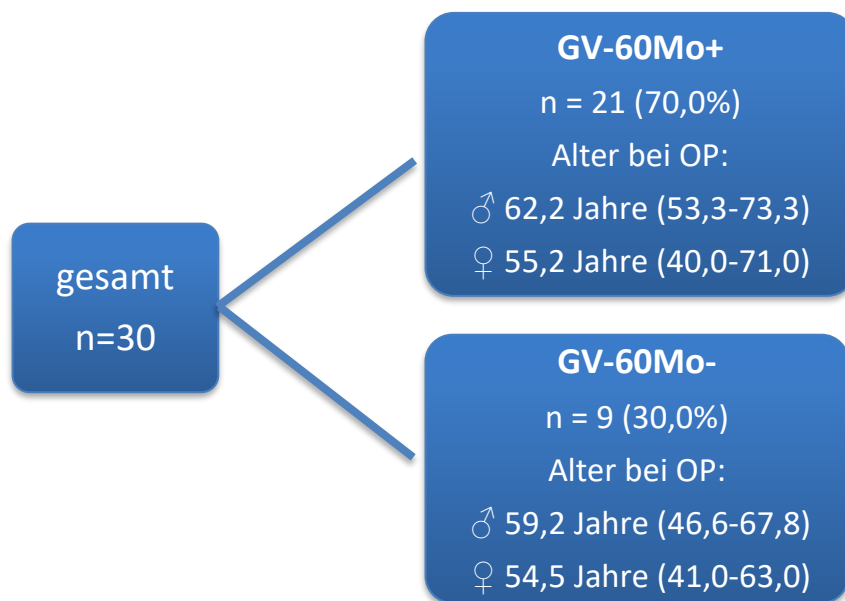 gesamt
n=30
GV-60Mo+
n = 21 (70,0%)
Alter bei OP:
♂ 62,2 Jahre (53,3-73,3)
♀ 55,2 Jahre (40,0-71,0)
GV-60Mo-
n = 9 (30,0%)
Alter bei OP:
♂ 59,2 Jahre (46,6-67,8)
♀ 54,5 Jahre (41,0-63,0)